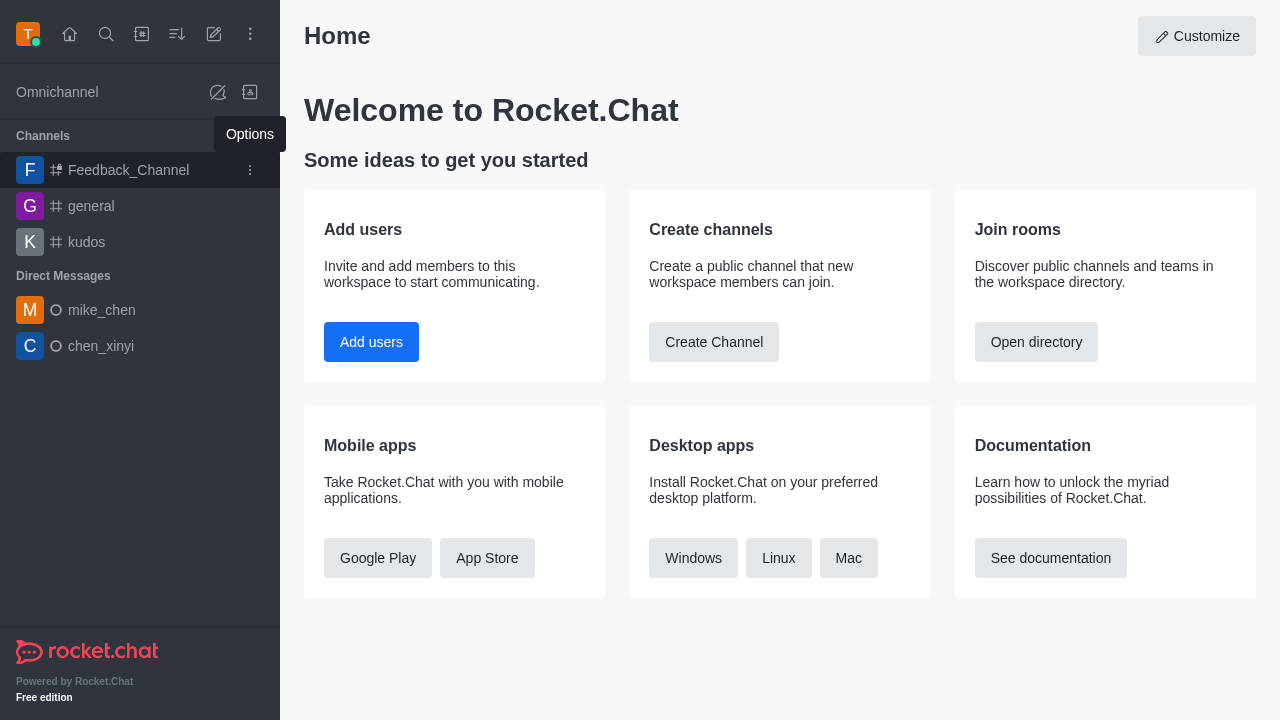 T
Home
Customize
Omnichannel
Channels
Options
F Feedback_Channel
G general
K kudos
Direct Messages
M mike_chen
C chen_xinyi
Welcome to Rocket.Chat
Some ideas to get you started
Add users
Invite and add members to this
workspace to start communicating.
Add users
Create channels
Create a public channel that new
workspace members can join.
Create Channel
Join rooms
Discover public channels and teams in
the workspace directory.
Open directory
Mobile apps
Take Rocket.Chat with you with mobile
applications.
Google Play
App Store
Desktop apps
Install Rocket.Chat on your preferred
desktop platform.
Windows
Linux
Mac
Documentation
Learn how to unlock the myriad
possibilities of Rocket.Chat.
See documentation
rocket.chat
Powered by Rocket.Chat
Free edition